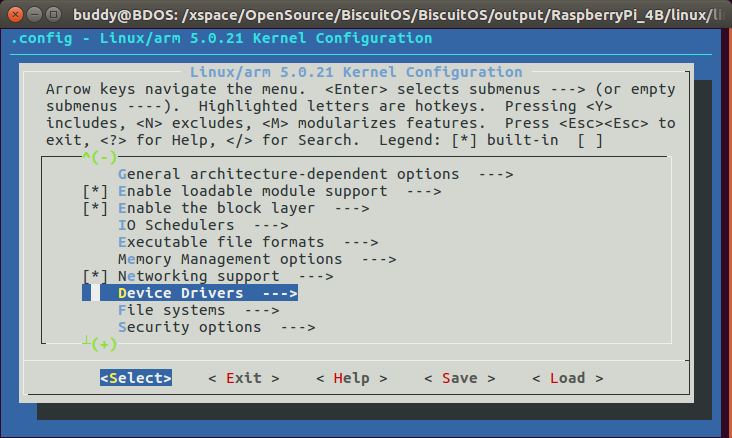 buddy@BDOS: /xspace/OpenSource/BiscuitOS/BiscuitOS/output/RaspberryPi_4B/linux/li
.config - Linux/arm 5.0.21 Kernel Configuration
Linux/arm 5.0.21 Kernel Configuration
Arrow keys navigate the menu.  <Enter> selects submenus ---> (or empty
submenus ----).  Highlighted letters are hotkeys.  Pressing <Y>
includes, <N> excludes, <M> modularizes features.  Press <Esc><Esc> to
exit, <?> for Help, </> for Search.  Legend: [*] built-in  [ ]
^(-)
General architecture-dependent options  --->
[*] Enable loadable module support  --->
[*] Enable the block layer  --->
IO Schedulers  --->
Executable file formats  --->
Memory Management options  --->
[*] Networking support  --->
Device Drivers  --->
File systems  --->
Security options  --->
(+)
<Select>    < Exit >    < Help >    < Save >    < Load >